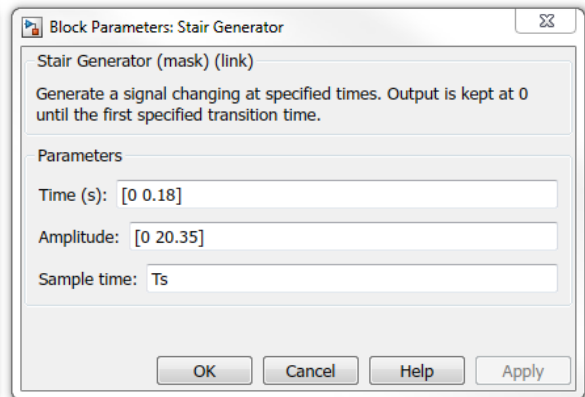 Block Parameters: Stair Generator
Stair Generator (mask) (link)
Generate a signal changing at specified times. Output is kept at 0
until the first specified transition time.
Parameters
Time (s): [0 0.18]
Amplitude: [0 20.35]
Sample time: Ts
OK Cancel Help Apply